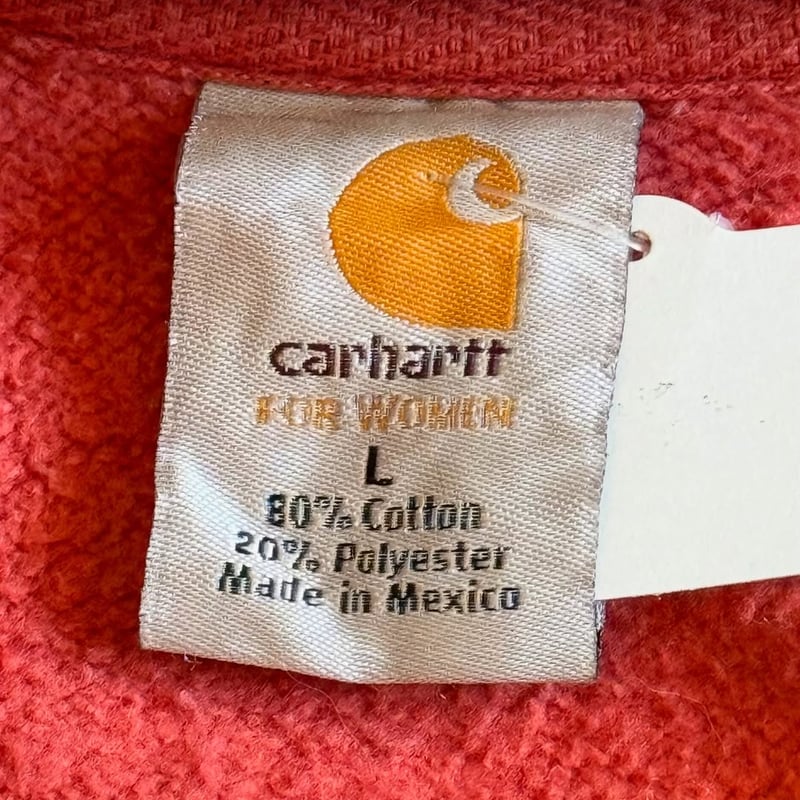 carhartt
FOR WOMEN
L
80% Cotton
20% Polyester
Made in Mexico